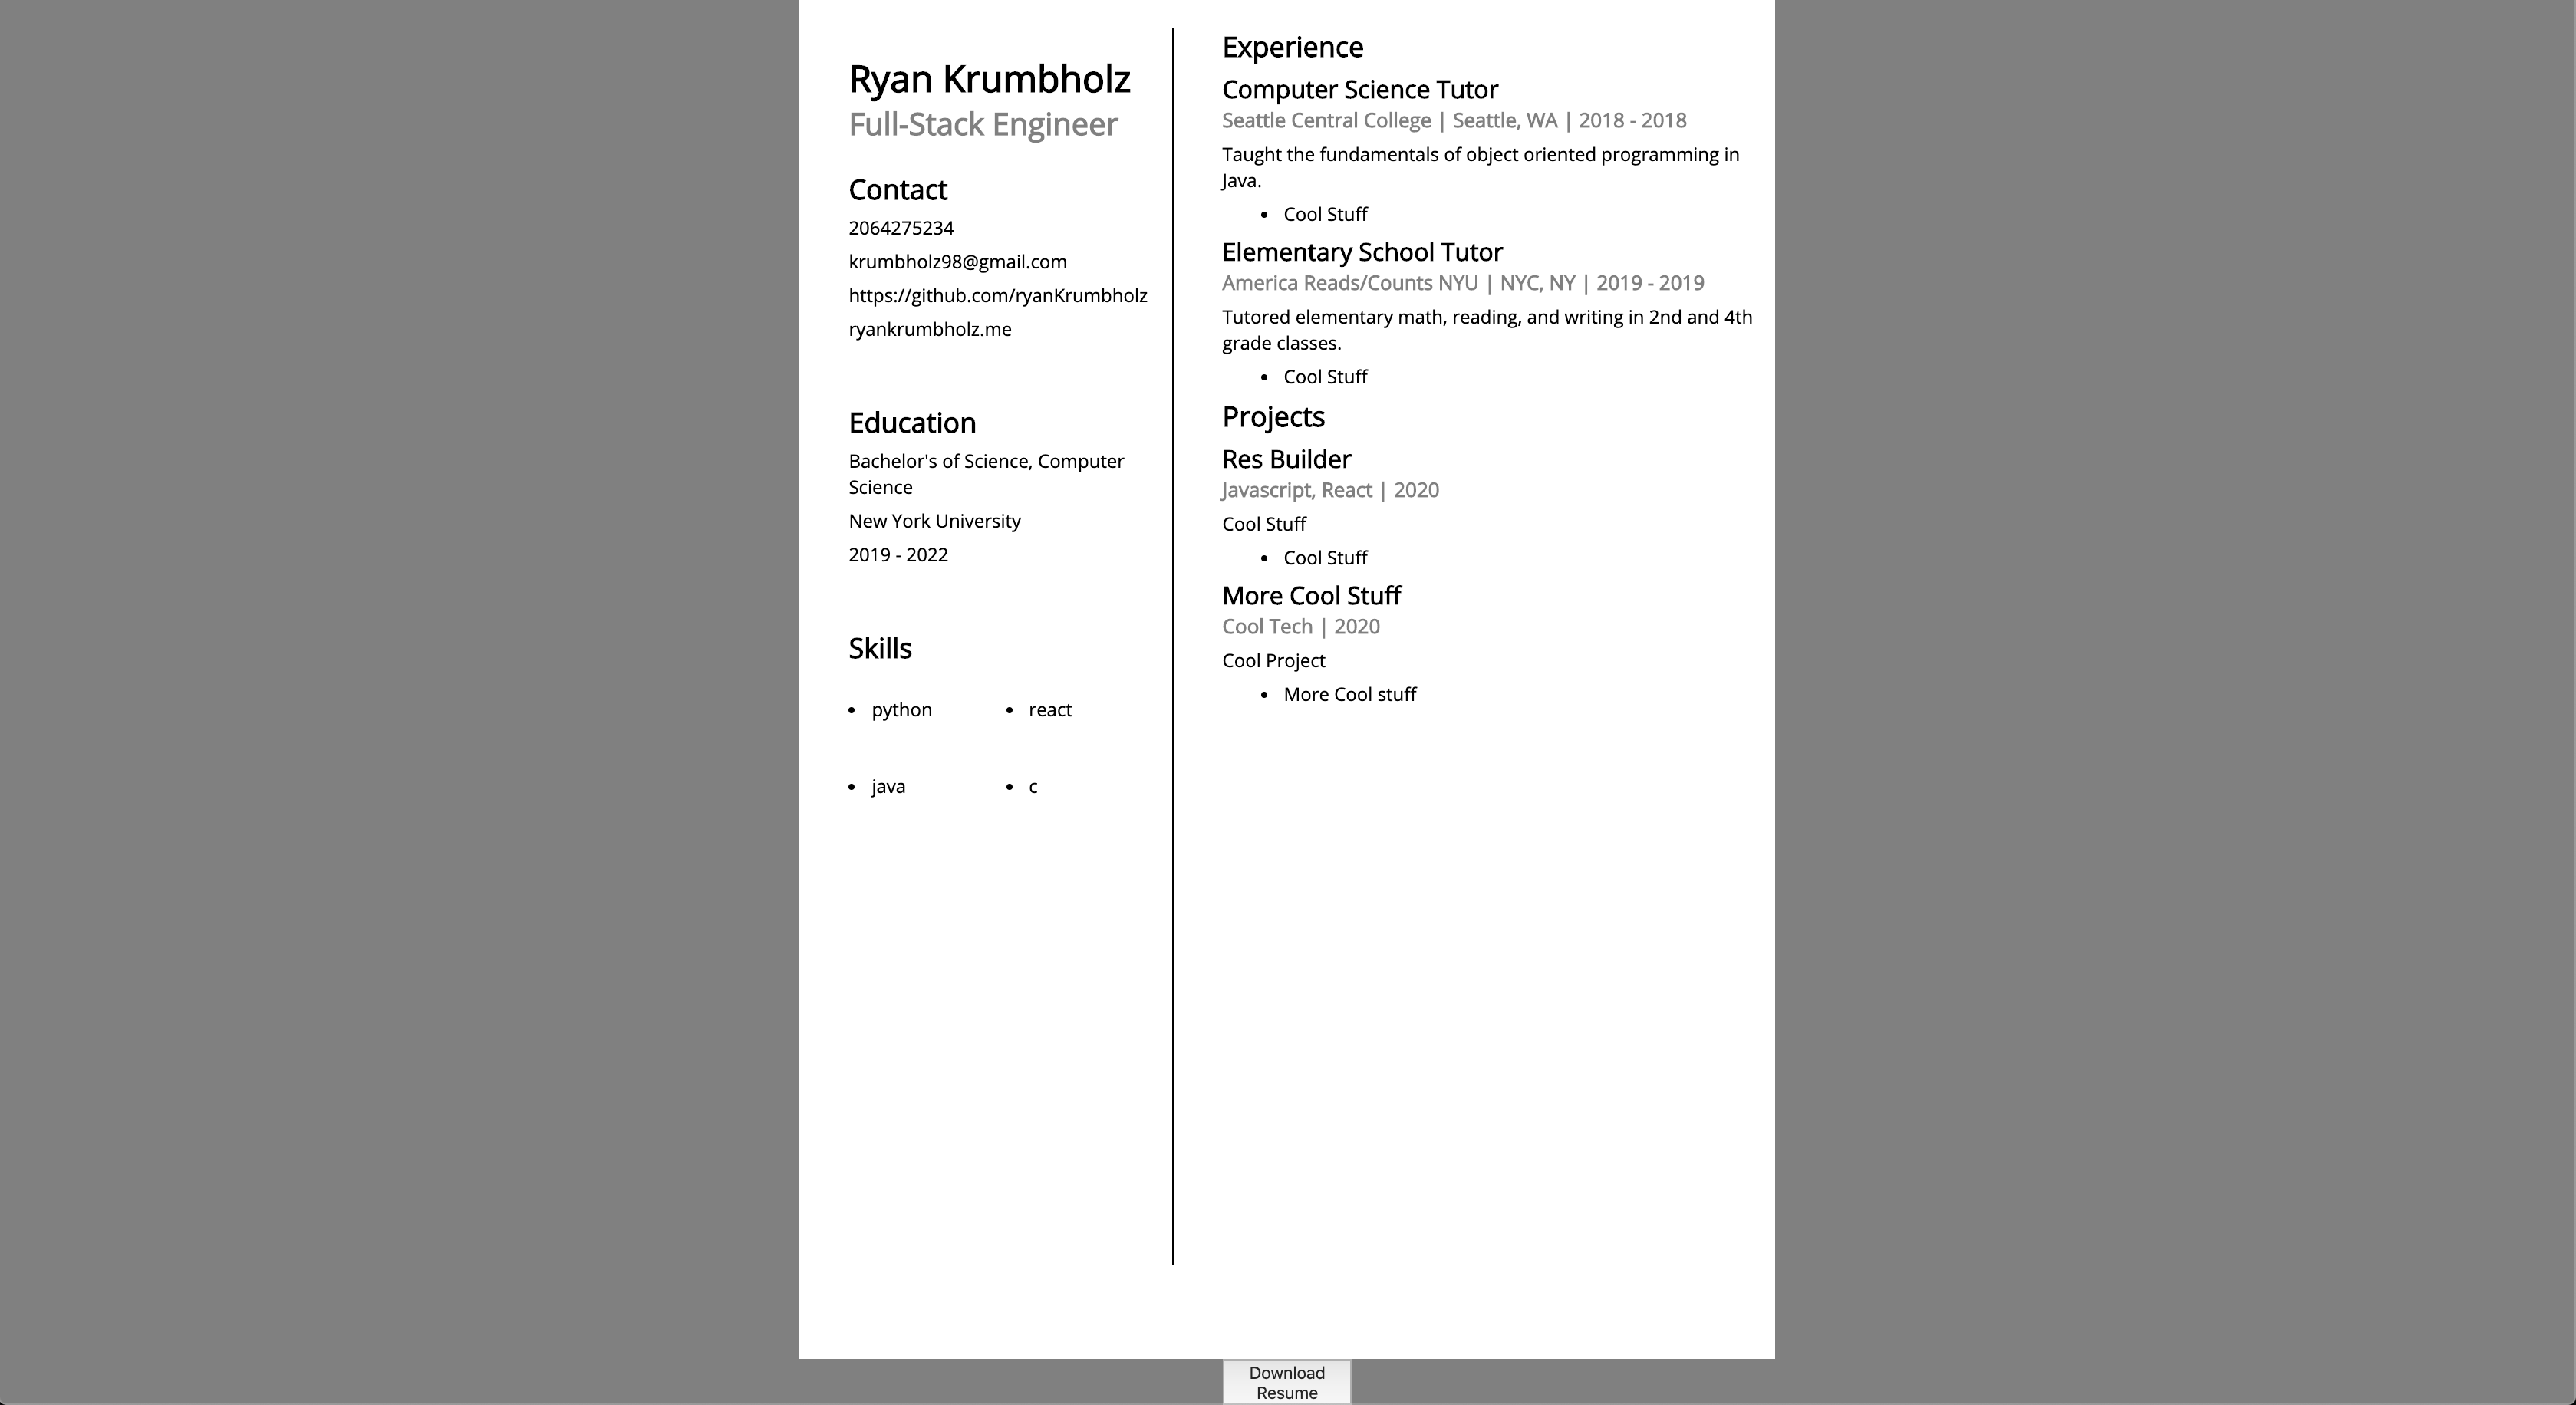 Ryan Krumbholz
Full-Stack Engineer
Contact
2064275234
krumbholz98@gmail.com
https://github.com/ryanKrumbholz
ryankrumbholz.me
Education
Bachelor's of Science, Computer
Science
New York University
2019 - 2022
Skills
• python
• react
• java
• c
Experience
Computer Science Tutor
Seattle Central College | Seattle, WA | 2018 - 2018
Taught the fundamentals of object oriented programming in
Java.
• Cool Stuff
Elementary School Tutor
America Reads/Counts NYU | NYC, NY | 2019 - 2019
Tutored elementary math, reading, and writing in 2nd and 4th
grade classes.
• Cool Stuff
Projects
Res Builder
Javascript, React | 2020
Cool Stuff
• Cool Stuff
More Cool Stuff
Cool Tech | 2020
Cool Project
• More Cool stuff
Download
Resume